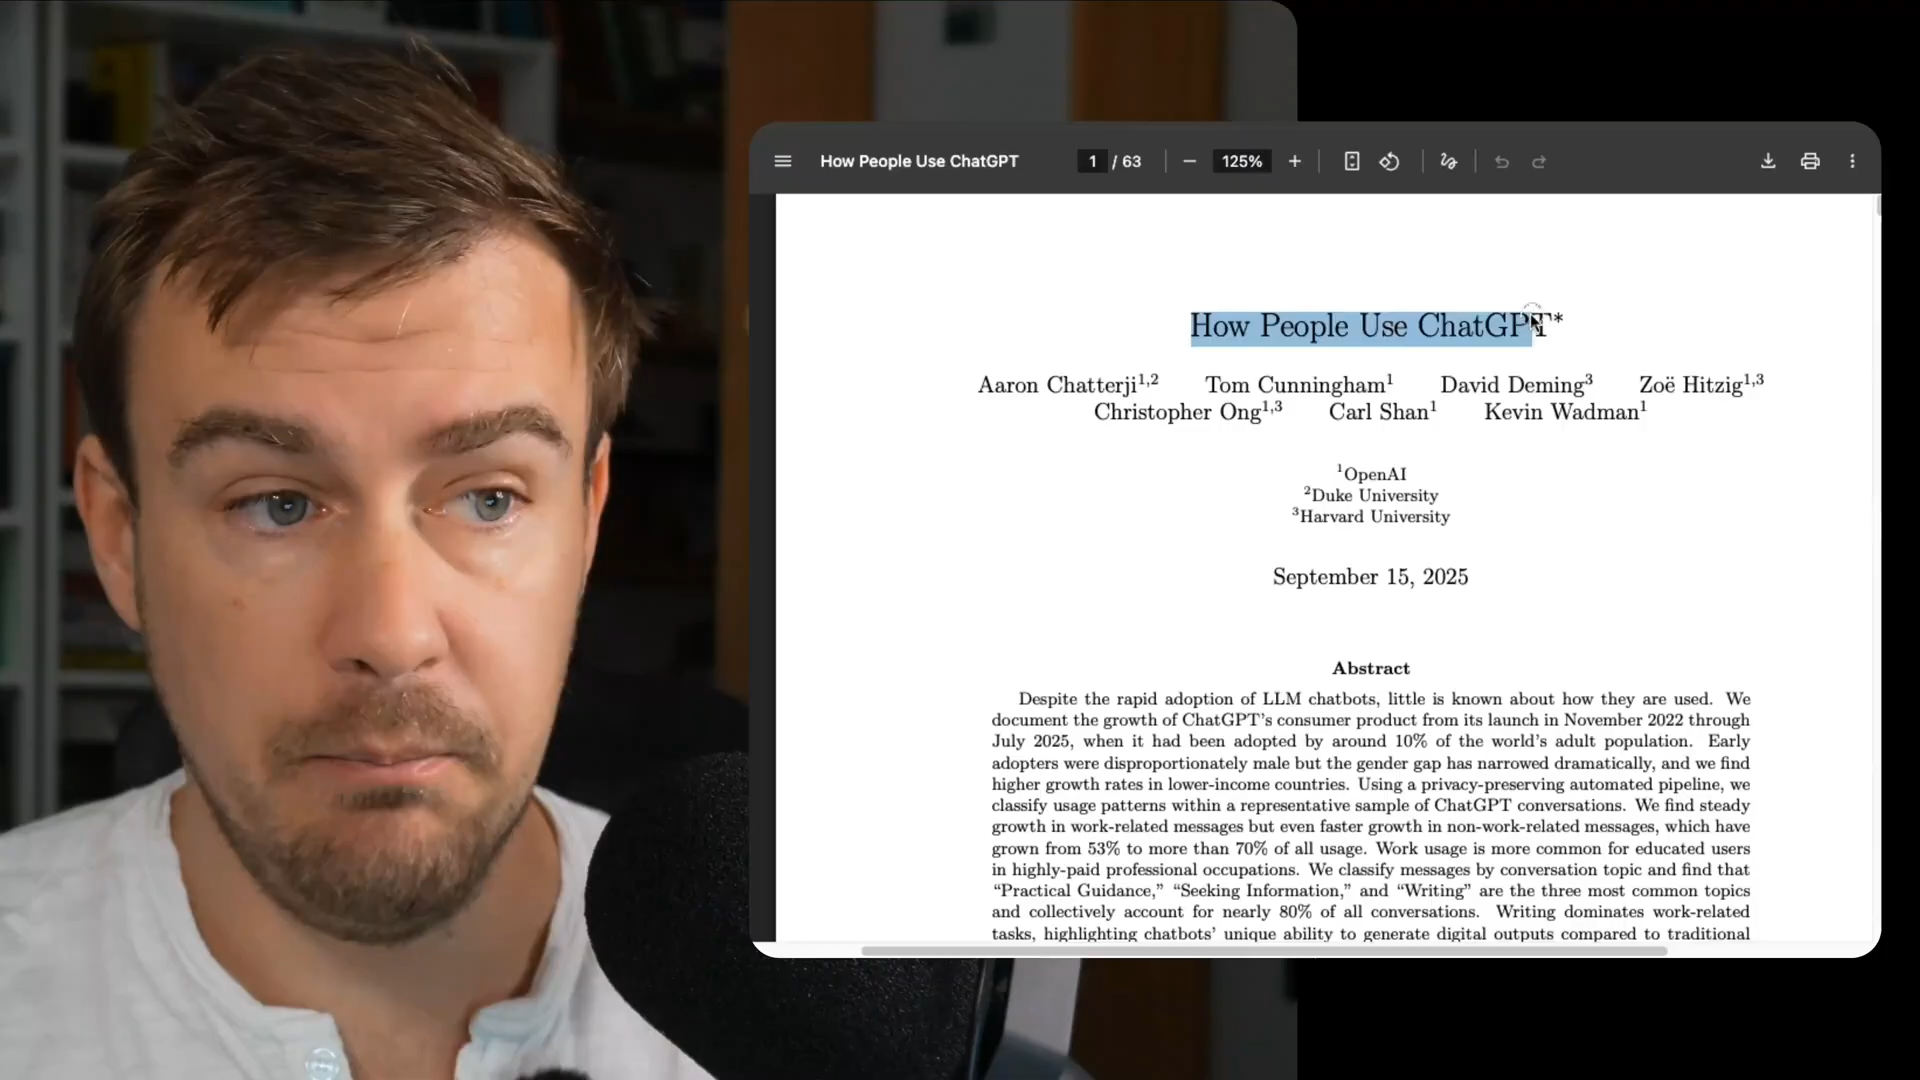 How People Use ChatGPT
1 / 63
125%
How People Use ChatGPT*
Aaron Chatterji1,2 Tom Cunningham1 David Deming3 Zoë Hitzig1,3
Christopher Ong1,3 Carl Shan1 Kevin Wadman1
1OpenAI
2Duke University
3Harvard University
September 15, 2025
Abstract
Despite the rapid adoption of LLM chatbots, little is known about how they are used. We
document the growth of ChatGPT's consumer product from its launch in November 2022 through
July 2025, when it had been adopted by around 10% of the world's adult population. Early
adopters were disproportionately male but the gender gap has narrowed dramatically, and we find
higher growth rates in lower-income countries. Using a privacy-preserving automated pipeline, we
classify usage patterns within a representative sample of ChatGPT conversations. We find steady
growth in work-related messages but even faster growth in non-work-related messages, which have
grown from 53% to more than 70% of all usage. Work usage is more common for educated users
in highly-paid professional occupations. We classify messages by conversation topic and find that
“Practical Guidance,” “Seeking Information,” and “Writing” are the three most common topics
and collectively account for nearly 80% of all conversations. Writing dominates work-related
tasks, highlighting chatbots' unique ability to generate digital outputs compared to traditional